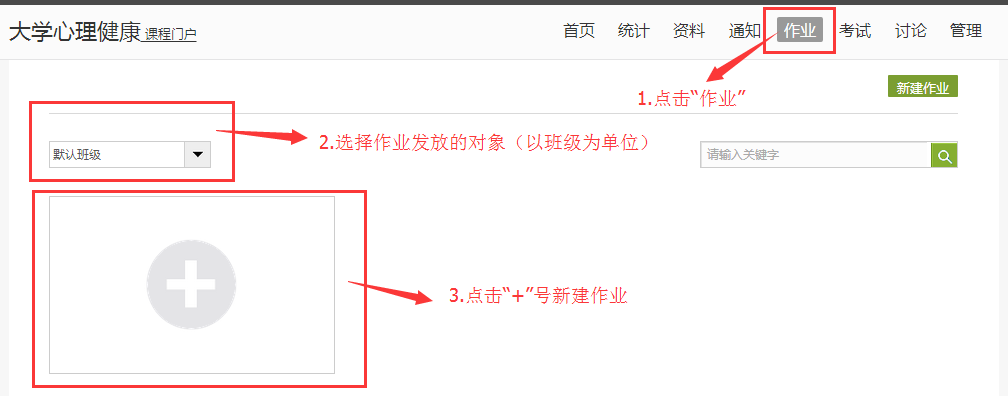 大学心理健康 课程门户 首页 统计 资料 通知 作业 考试 讨论 管理
1.点击“作业”
新建作业
2.选择作业发放的对象（以班级为单位）
默认班级
请输入关键字
3.点击“+”号新建作业